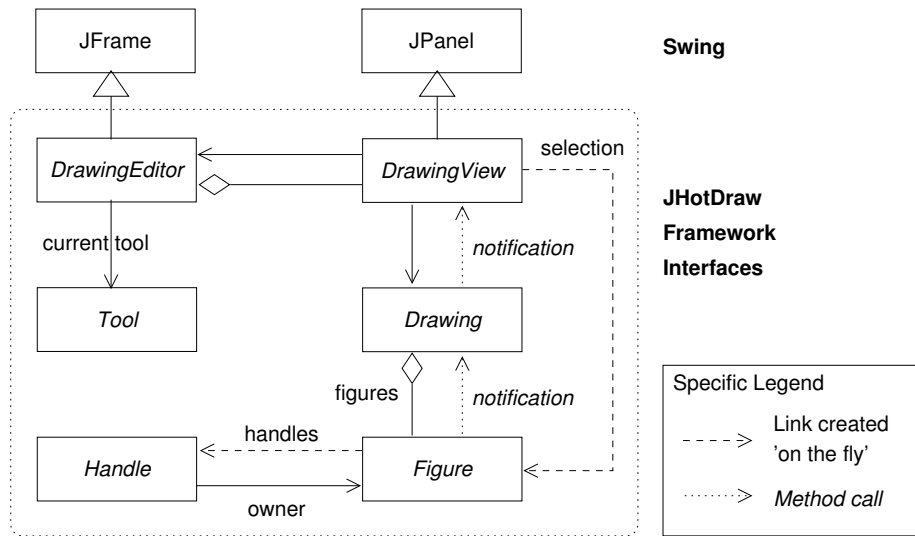 JFrame
JPanel
Swing
DrawingEditor
DrawingView
selection
JHotDraw
Framework
Interfaces
current tool
notification
Tool
Drawing
figures
notification
handles
Handle
Figure
owner
Specific Legend
Link created
'on the fly'
Method call